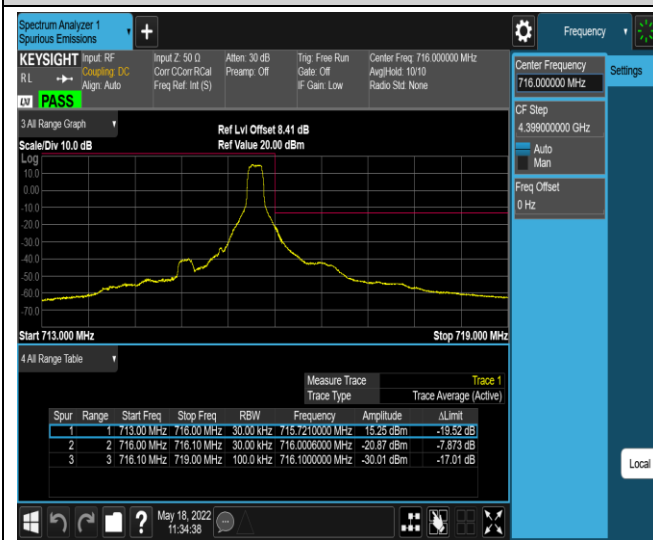 Spectrum Analyzer 1
Spurious Emissions
Frequency
KEYSIGHT
RL
LXI PASS
Input: RF
Coupling: DC
Align: Auto
Input Z: 50 Ω
Corr CCorr RCal
Freq Ref: Int (S)
Atten: 30 dB
Preamp: Off
Trig: Free Run
Gate: Off
IF Gain: Low
Center Freq: 716.000000 MHz
Avg|Hold: 10/10
Radio Std: None
Center Frequency
716.000000 MHz
Settings
CF Step
4.399000000 GHz
Auto
Man
Freq Offset
0 Hz
3 All Range Graph
Scale/Div 10.0 dB
Ref Lvl Offset 8.41 dB
Ref Value 20.00 dBm
Log
10.0
0.00
-10.0
-20.0
-30.0
-40.0
-50.0
-60.0
-70.0
Start 713.000 MHz
Stop 719.000 MHz
4 All Range Table
Measure Trace Trace 1
Trace Type Trace Average (Active)
Spur Range Start Freq Stop Freq RBW Frequency Amplitude ΔLimit
1 1 713.00 MHz 716.00 MHz 30.00 kHz 715.7210000 MHz 15.25 dBm -19.52 dB
2 2 716.00 MHz 716.10 MHz 30.00 kHz 716.0006000 MHz -20.87 dBm -7.873 dB
3 3 716.10 MHz 719.00 MHz 100.0 kHz 716.1000000 MHz -30.01 dBm -17.01 dB
Local
May 18, 2022
11:34:38